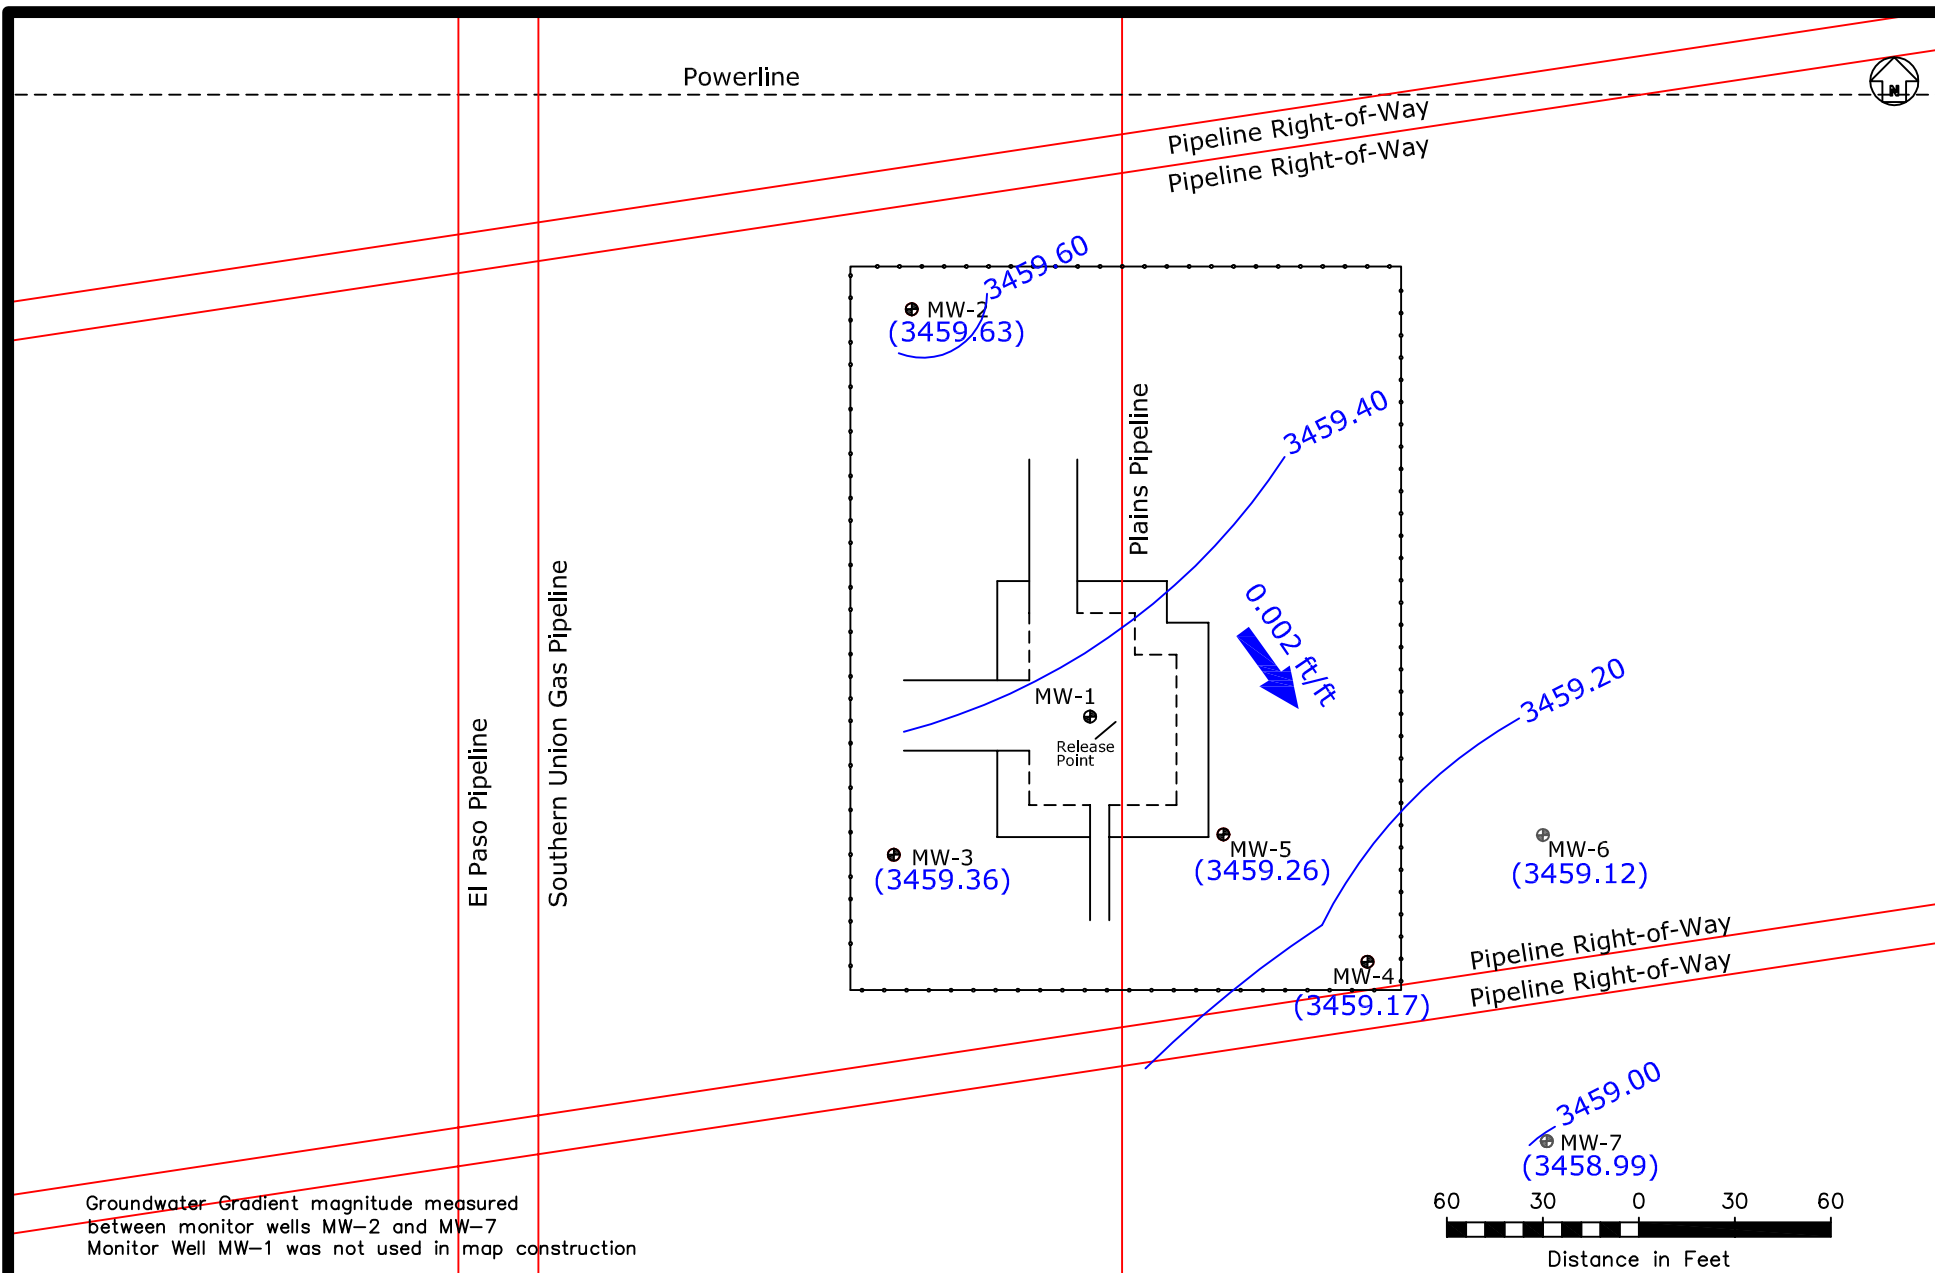 Powerline
N
Pipeline Right-of-Way
Pipeline Right-of-Way
3459.60
MW-2
(3459.63)
Plains Pipeline
3459.40
El Paso Pipeline
Southern Union Gas Pipeline
0.002 ft/ft
MW-1
Release
Point
3459.20
MW-3
(3459.36)
MW-5
(3459.26)
MW-6
(3459.12)
Pipeline Right-of-Way
Pipeline Right-of-Way
MW-4
(3459.17)
3459.00
MW-7
(3458.99)
Groundwater Gradient magnitude measured
between monitor wells MW-2 and MW-7
Monitor Well MW-1 was not used in map construction
60 30 0 30 60
Distance in Feet